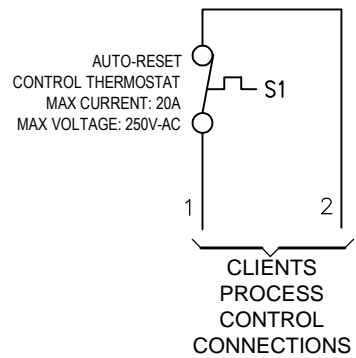 AUTO-RESET
CONTROL THERMOSTAT
MAX CURRENT: 20A
MAX VOLTAGE: 250V-AC
S1
1 2
CLIENTS
PROCESS
CONTROL
CONNECTIONS